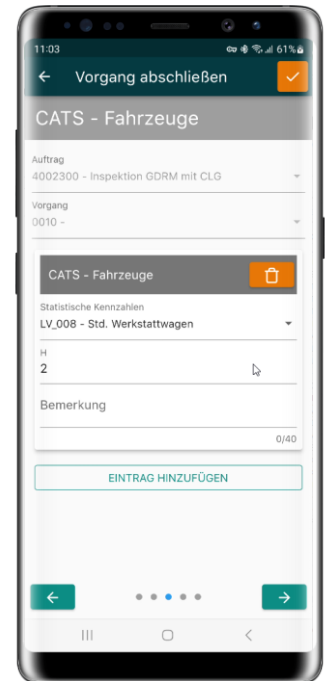 11:03
61%
Vorgang abschließen
CATS - Fahrzeuge
Auftrag
4002300 - Inspektion GDRM mit CLG
Vorgang
0010 -
CATS - Fahrzeuge
Statistische Kennzahlen
LV_008 - Std. Werkstattwagen
H
2
Bemerkung
0/40
EINTRAG HINZUFÜGEN